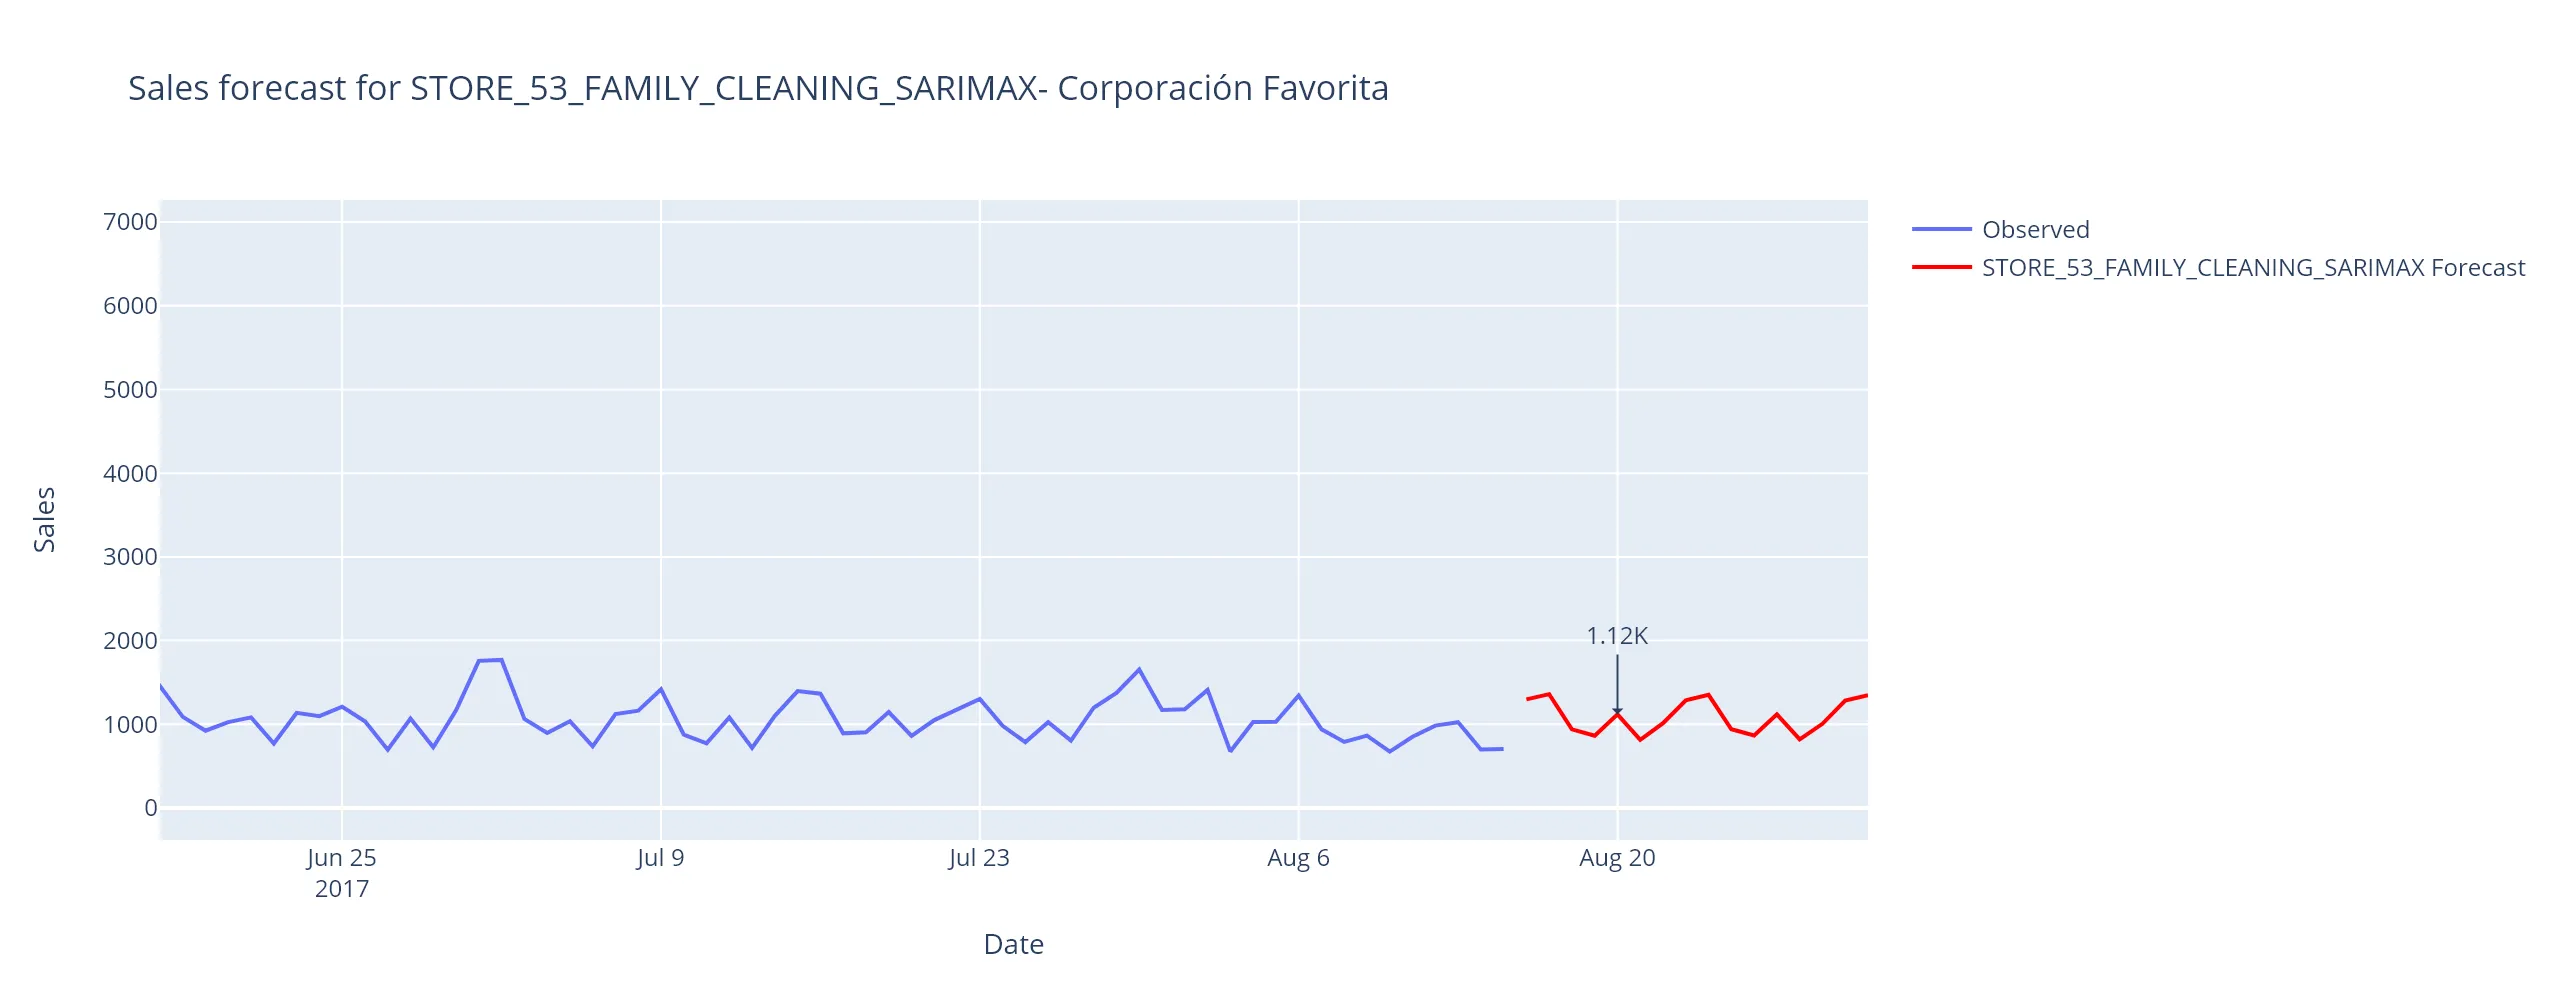 Sales forecast for STORE_53_FAMILY_CLEANING_SARIMAX- Corporación Favorita
Observed
STORE_53_FAMILY_CLEANING_SARIMAX Forecast
7000
6000
5000
4000
3000
2000
1000
0
Sales
1.12K
Jun 25
2017
Jul 9
Jul 23
Aug 6
Aug 20
Date